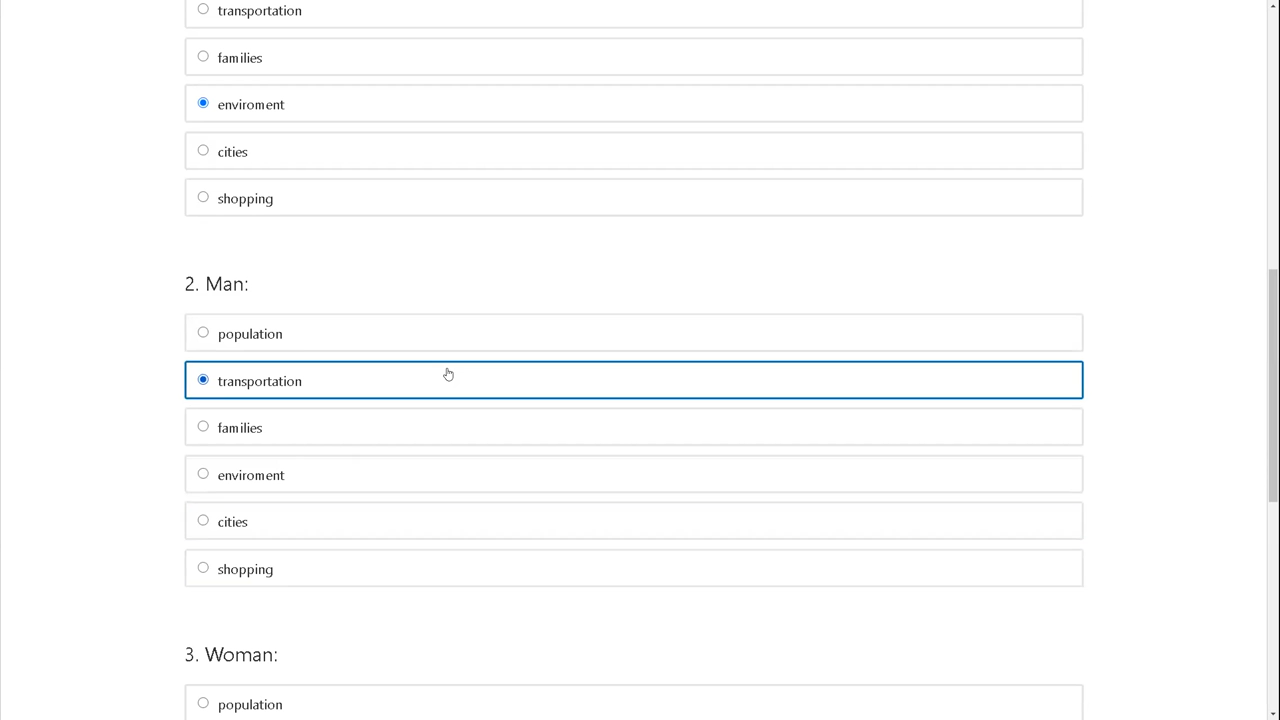 transportation
families
enviroment
cities
shopping
2. Man:
population
transportation
families
enviroment
cities
shopping
3. Woman:
population